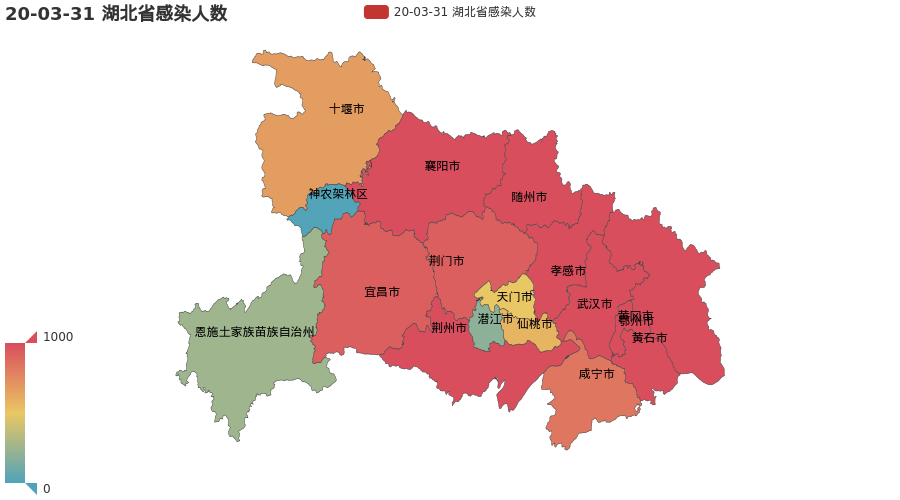 20-03-31 湖北省感染人数
20-03-31 湖北省感染人数
十堰市
襄阳市
神农架林区
随州市
荆门市
孝感市
宜昌市
天门市
武汉市
黄冈市
潜江市
鄂州市
仙桃市
荆州市
恩施土家族苗族自治州
黄石市
咸宁市
1000
0